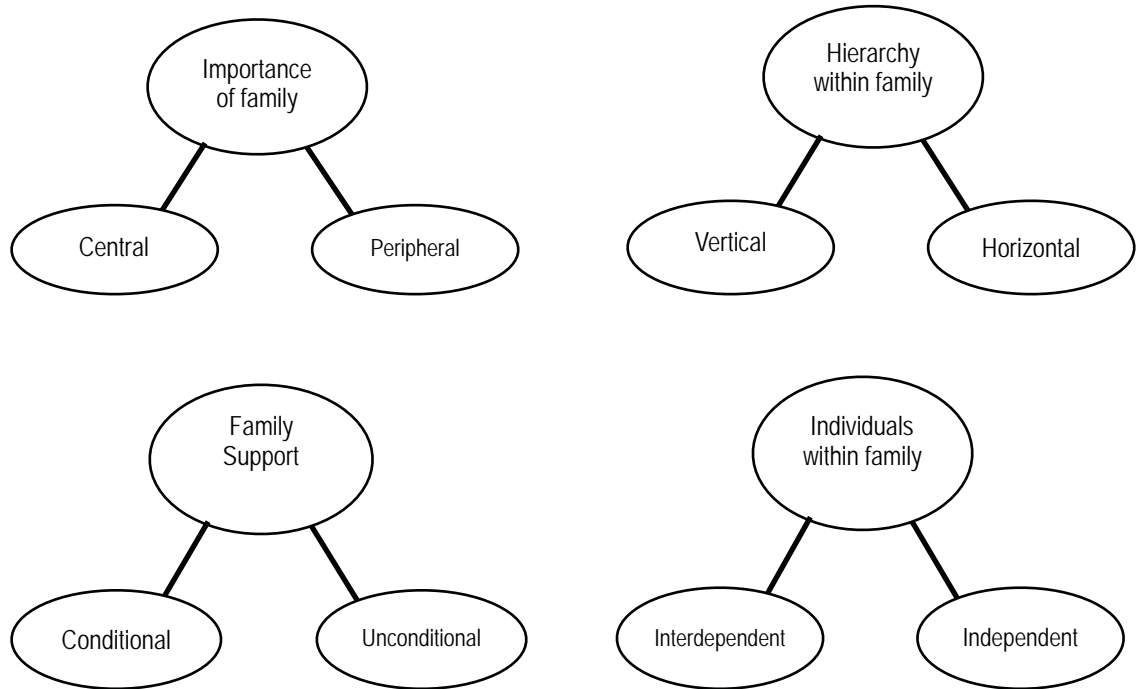 Importance
of family
Central
Peripheral
Hierarchy
within family
Vertical
Horizontal
Family
Support
Conditional
Unconditional
Individuals
within family
Interdependent
Independent